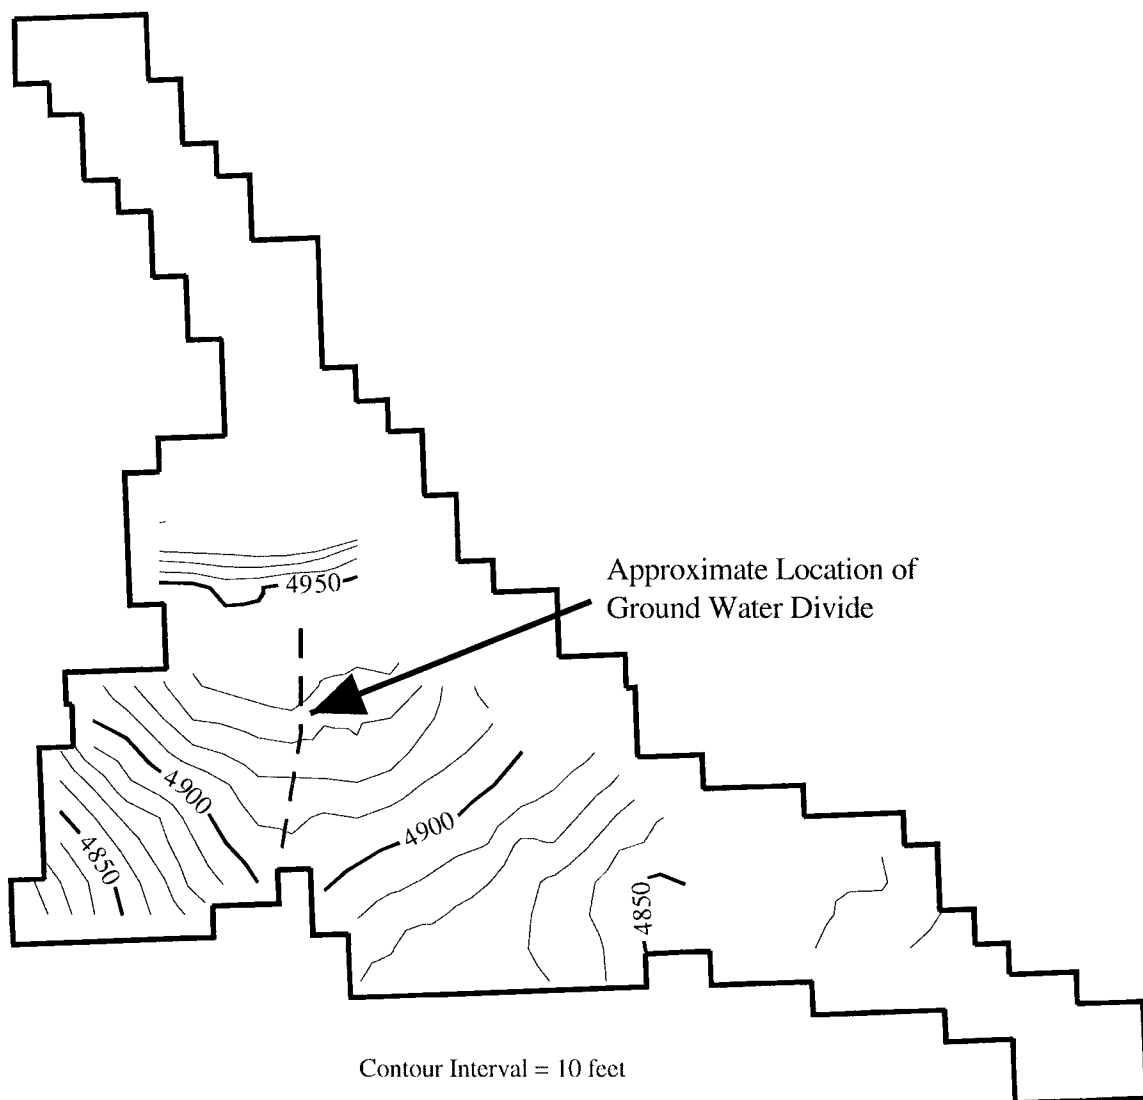 4950
Approximate Location of
Ground Water Divide
4900
4900
4850
4850
Contour Interval = 10 feet